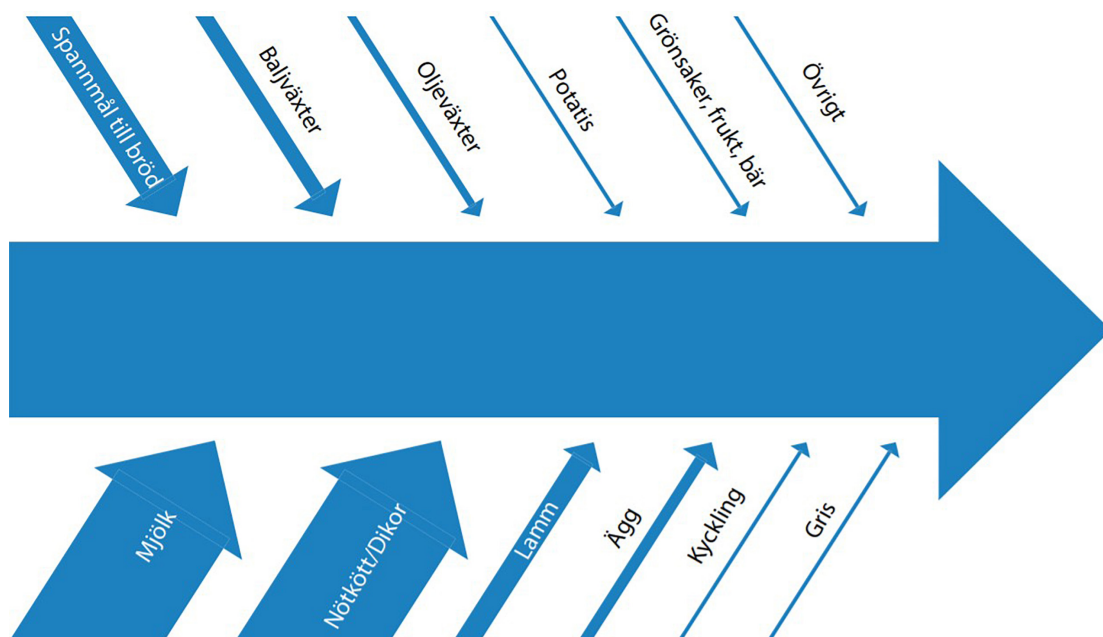 Spannmål till bröd
Baljväxter
Oljeväxter
Potatis
Grönsaker, frukt, bär
Övrigt
Mjölk
Nötkött/Dikor
Lamm
Ägg
Kyckling
Gris